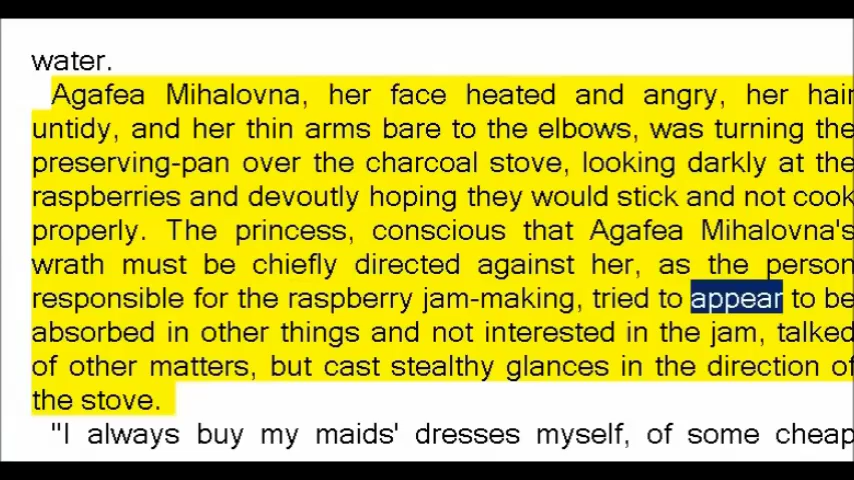 water.
Agafea Mihalovna, her face heated and angry, her hair
untidy, and her thin arms bare to the elbows, was turning the
preserving-pan over the charcoal stove, looking darkly at the
raspberries and devoutly hoping they would stick and not cook
properly. The princess, conscious that Agafea Mihalovna's
wrath must be chiefly directed against her, as the person
responsible for the raspberry jam-making, tried to appear to be
absorbed in other things and not interested in the jam, talked
of other matters, but cast stealthy glances in the direction of
the stove.
"I always buy my maids' dresses myself, of some cheap